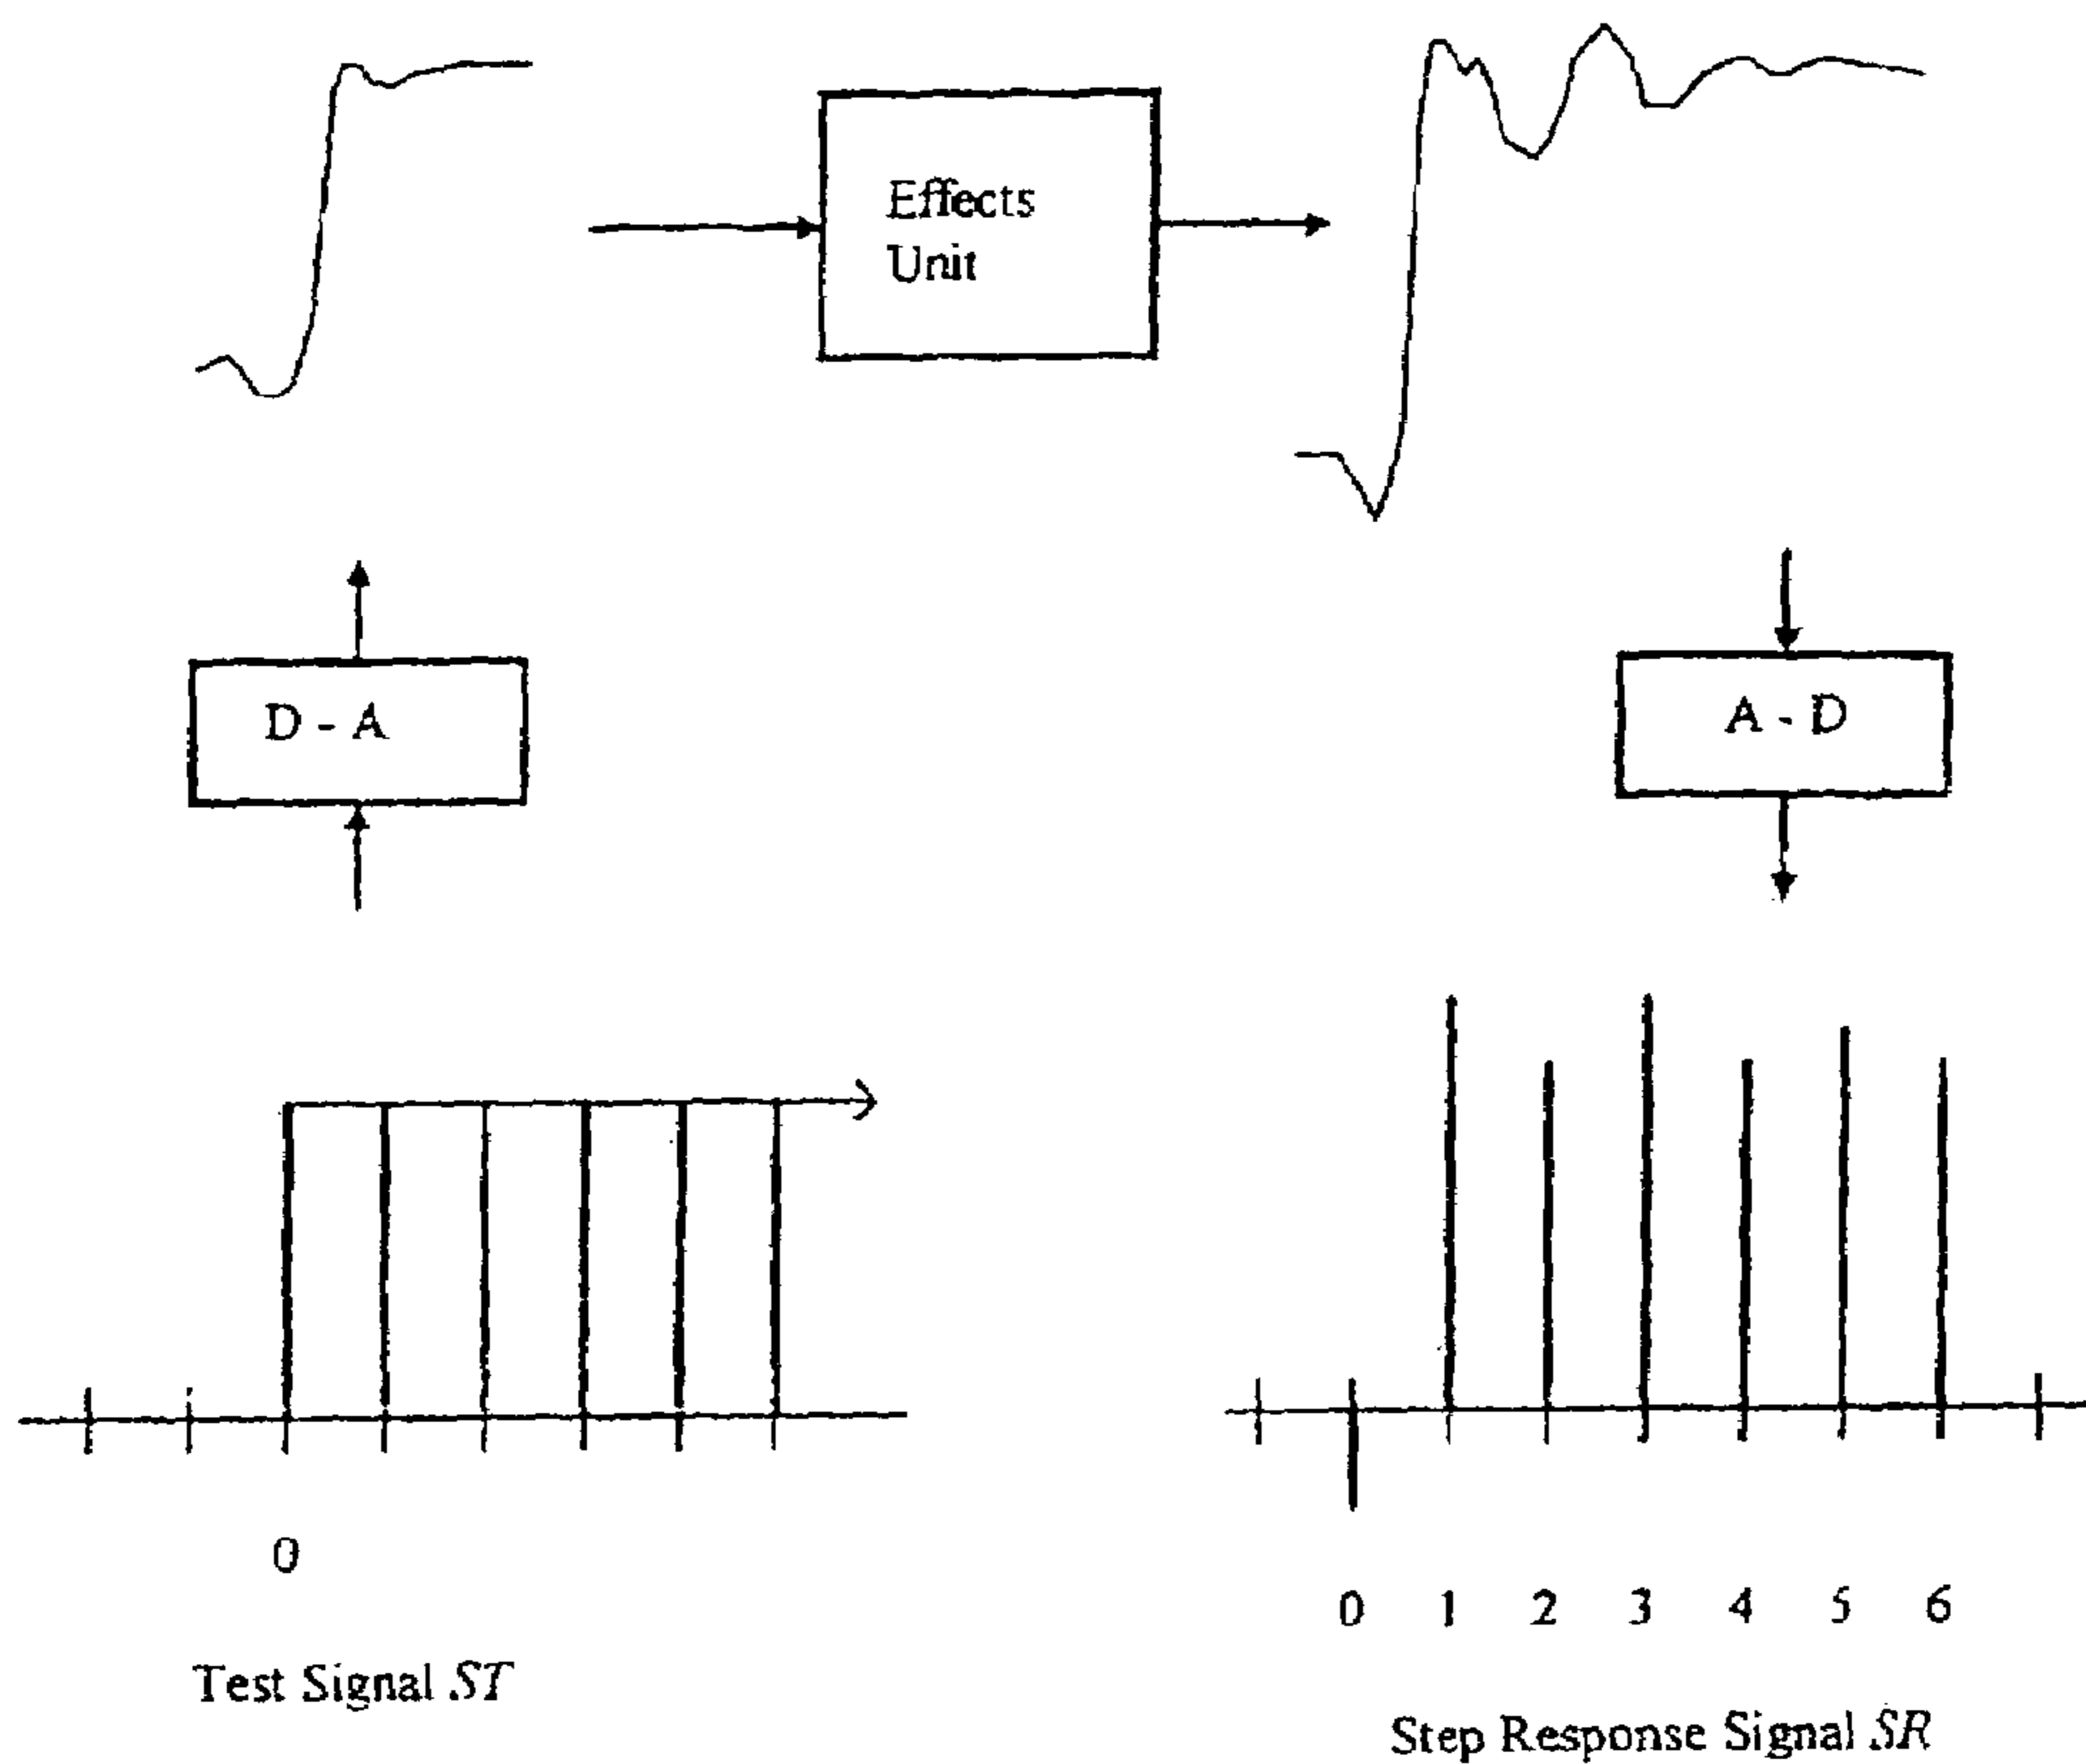 Effects
Unit
D - A
A - D
0
0 1 2 3 4 5 6
Test Signal ST
Step Response Signal SR